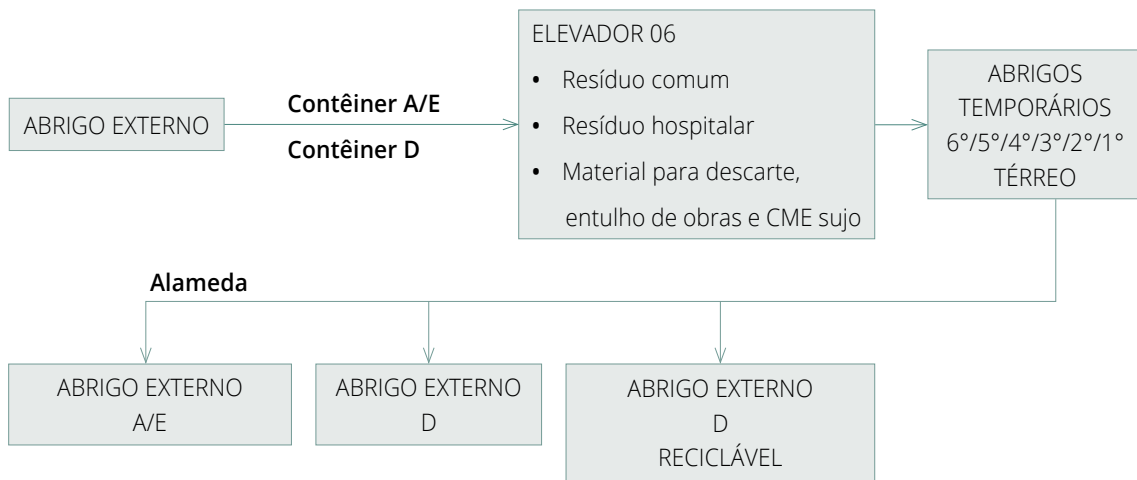 ABRIGO EXTERNO
Contêiner A/E
Contêiner D
ELEVADOR 06
• Resíduo comum
• Resíduo hospitalar
• Material para descarte,
entulho de obras e CME sujo
ABRIGOS
TEMPORÁRIOS
6°/5°/4°/3°/2°/1°
TÉRREO
Alameda
ABRIGO EXTERNO
A/E
ABRIGO EXTERNO
D
ABRIGO EXTERNO
D
RECICLÁVEL